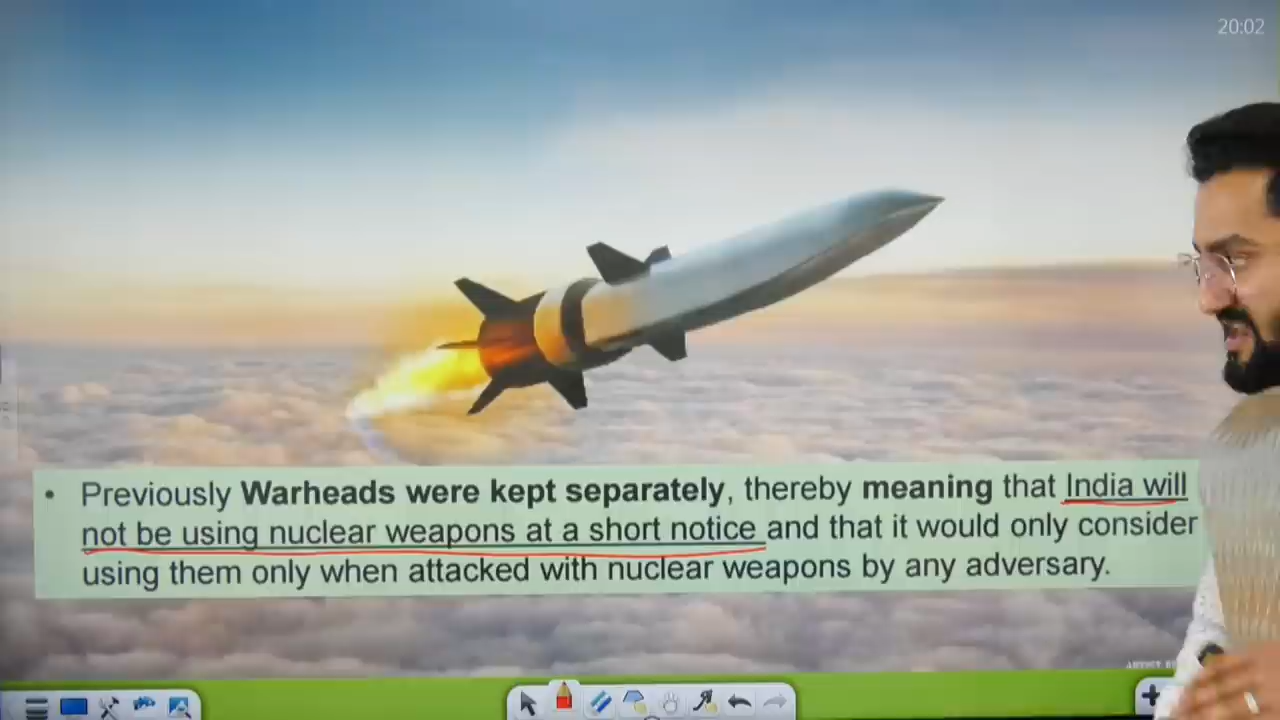 20:02
• Previously Warheads were kept separately, thereby meaning that India will
not be using nuclear weapons at a short notice and that it would only consider
using them only when attacked with nuclear weapons by any adversary.